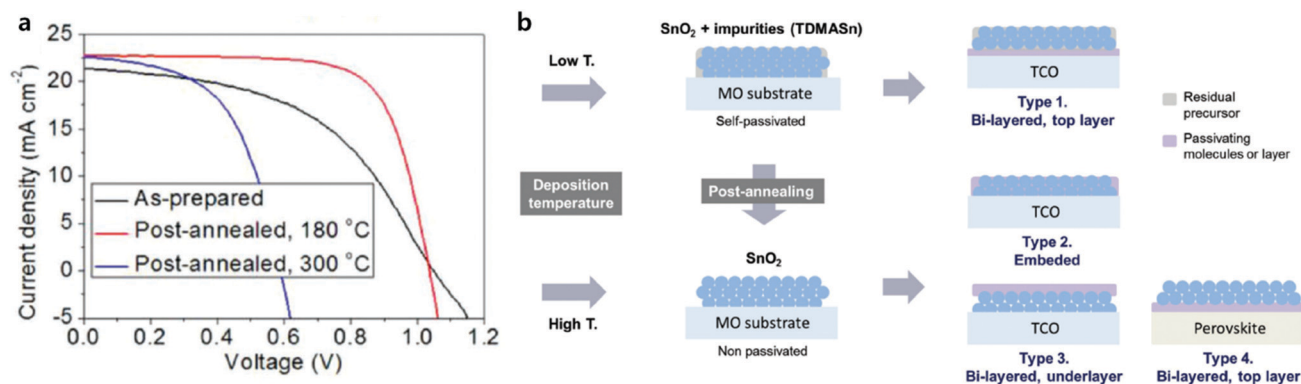 a
25
20
15
10
5
0
-5
Current density (mA cm⁻²)
As-prepared
Post-annealed, 180 °C
Post-annealed, 300 °C
0.0 0.2 0.4 0.6 0.8 1.0 1.2
Voltage (V)
b
Low T.
Deposition
temperature
High T.
SnO₂ + impurities (TDMASn)
MO substrate
Self-passivated
Post-annealing
SnO₂
MO substrate
Non passivated
TCO
Type 1.
Bi-layered, top layer
Residual
precursor
Passivating
molecules or layer
TCO
Type 2.
Embeded
TCO
Type 3.
Bi-layered, underlayer
Perovskite
Type 4.
Bi-layered, top layer